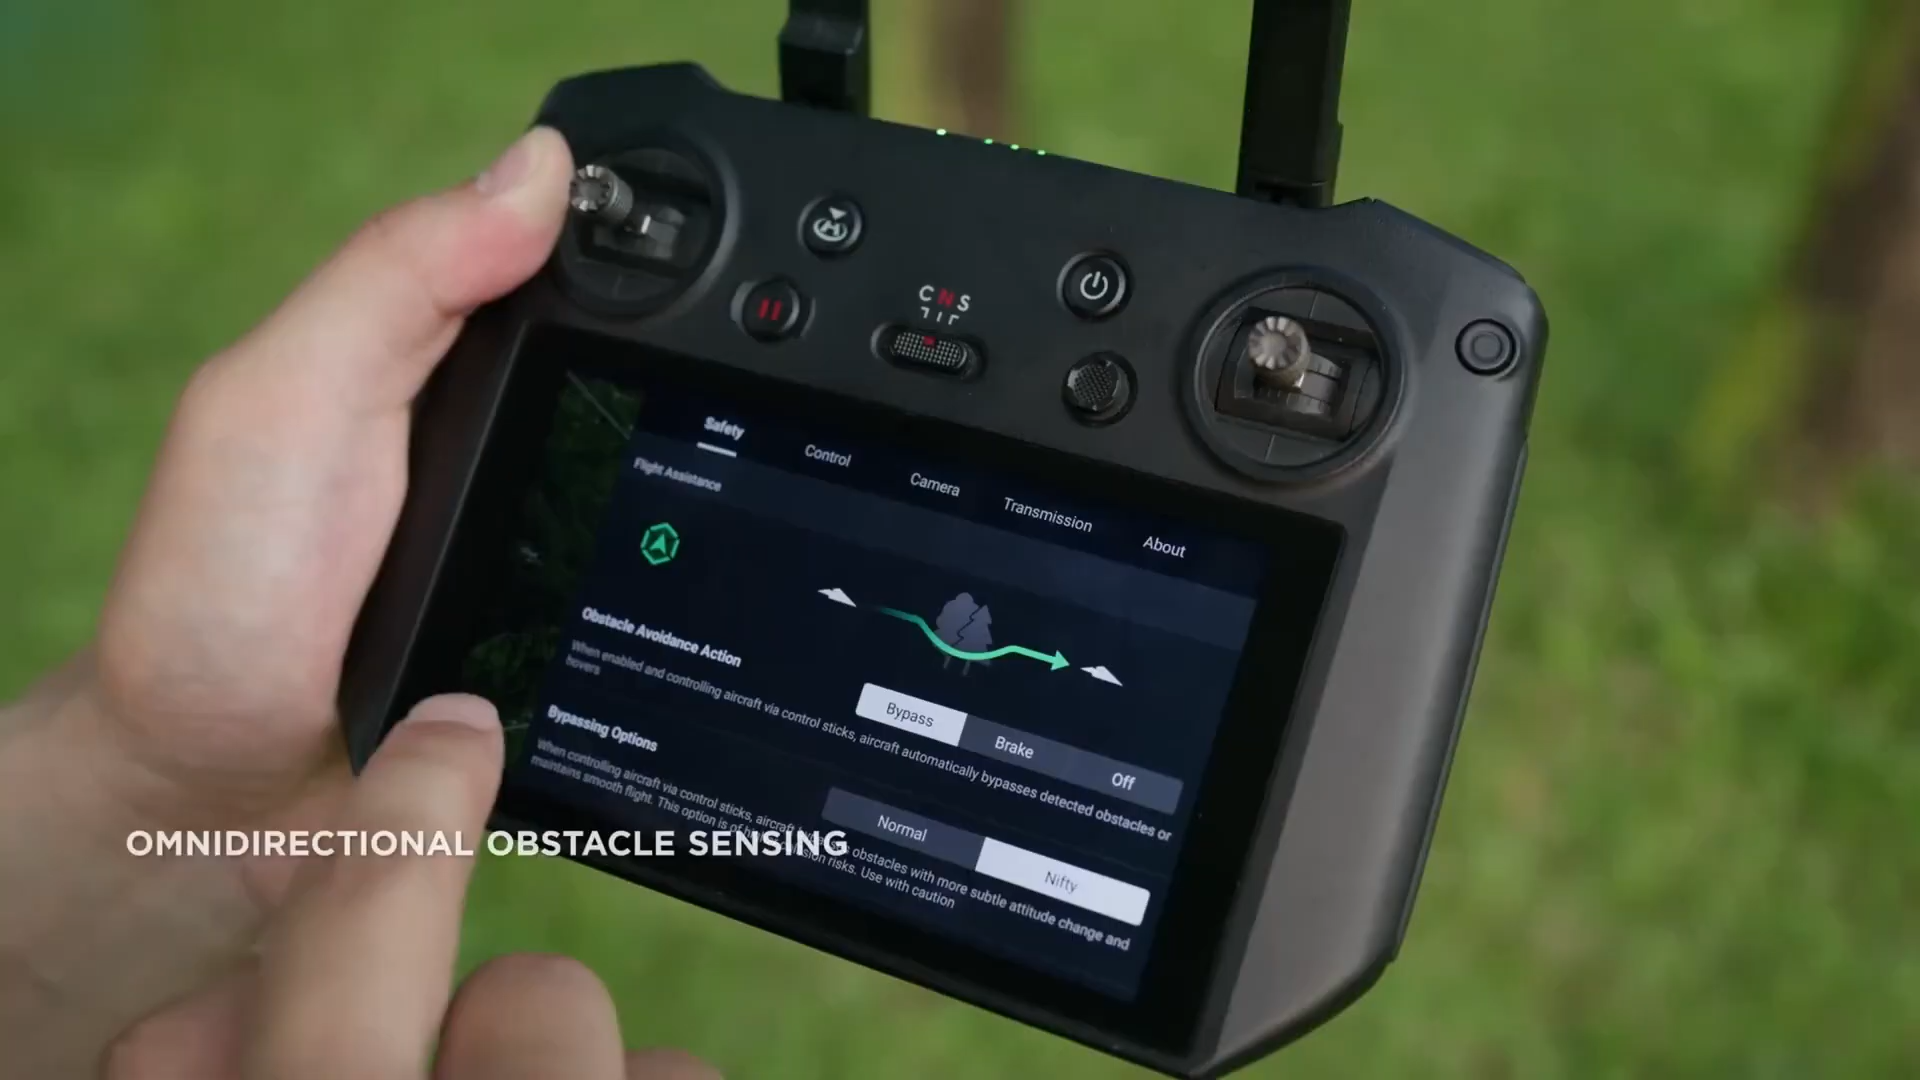 C N S
Safety
Control
Camera
Transmission
About
Flight Assistance
Obstacle Avoidance Action
Bypass
Brake
Off
When enabled and controlling aircraft via control sticks, aircraft automatically bypasses detected obstacles or
hovers
Bypassing Options
Normal
Nifty
When controlling aircraft via control sticks, aircraft obstacles with more subtle attitude change and
maintains smooth flight. This option is of risks. Use with caution
OMNIDIRECTIONAL OBSTACLE SENSING